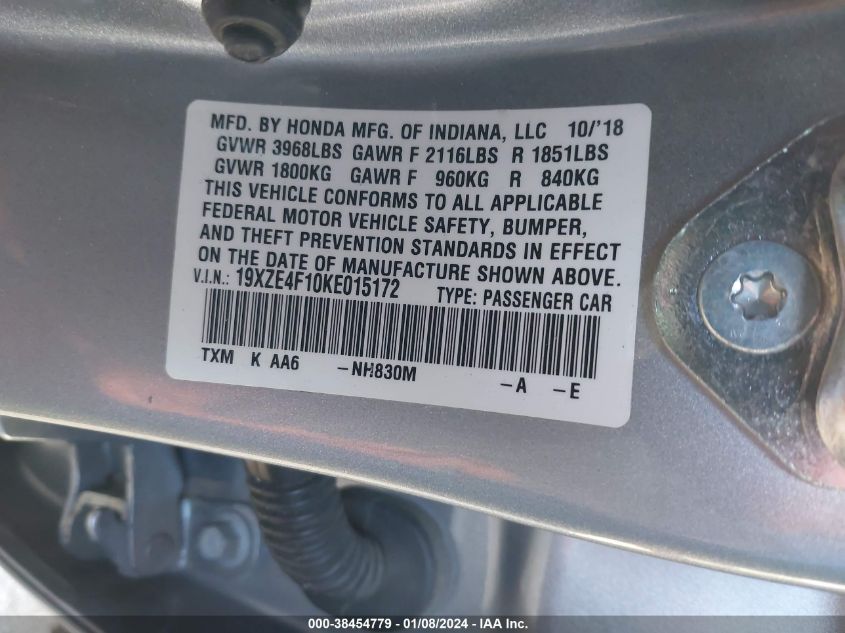 MFD. BY HONDA MFG. OF INDIANA, LLC 10/'18
GVWR 3968LBS GAWR F 2116LBS R 1851LBS
GVWR 1800KG GAWR F 960KG R 840KG
THIS VEHICLE CONFORMS TO ALL APPLICABLE
FEDERAL MOTOR VEHICLE SAFETY, BUMPER,
AND THEFT PREVENTION STANDARDS IN EFFECT
ON THE DATE OF MANUFACTURE SHOWN ABOVE.
V.I.N.: 19XZE4F10KE015172 TYPE: PASSENGER CAR
TXM K AA6 -NH830M -A -E
000-38454779 - 01/08/2024 - IAA Inc.